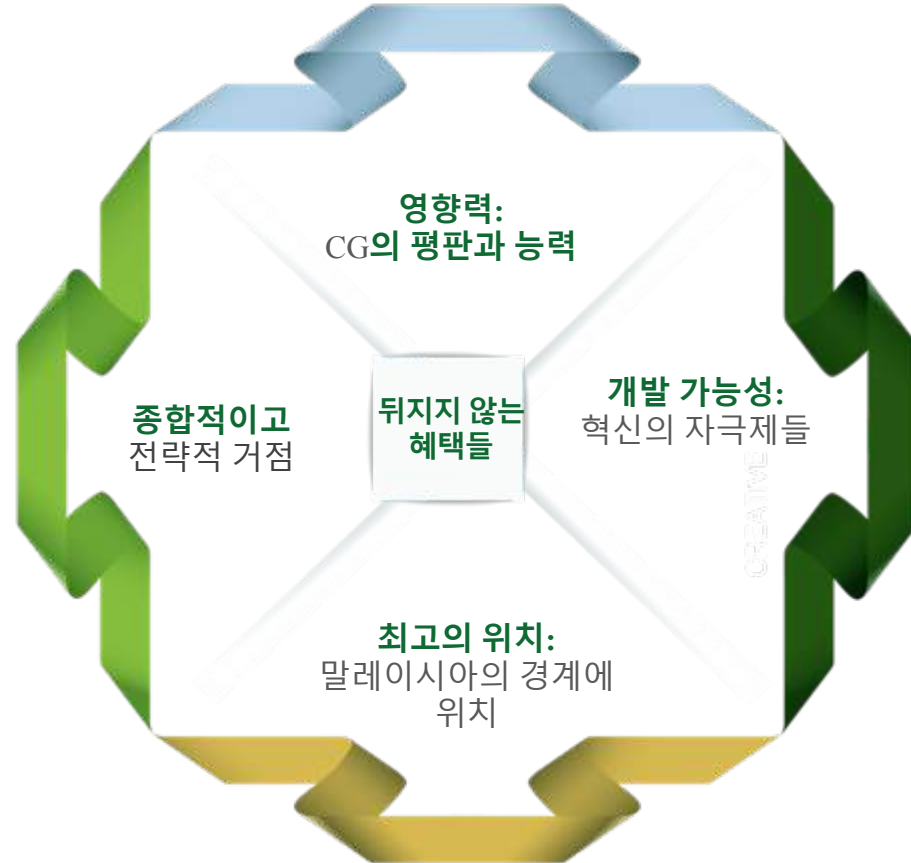 영향력:
CG의 평판과 능력
종합적이고
전략적 거점
뒤지지 않는
혜택들
개발 가능성:
혁신의 자극제들
CREATIVE
최고의 위치:
말레이시아의 경계에
위치